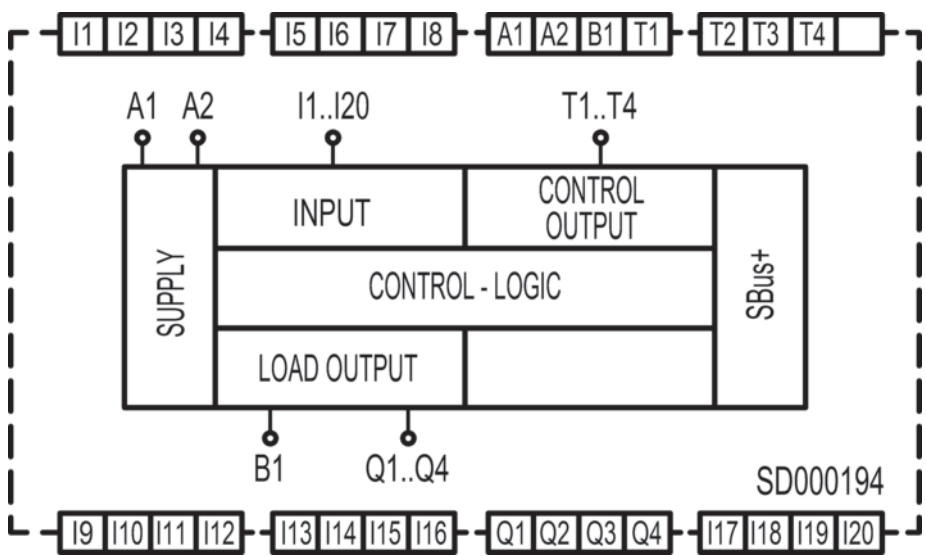 I1 I2 I3 I4 I5 I6 I7 I8 A1 A2 B1 T1 T2 T3 T4
A1 A2 I1..I20 T1..T4
INPUT
CONTROL
OUTPUT
SUPPLY
CONTROL - LOGIC
SBus+
LOAD OUTPUT
B1 Q1..Q4
SD000194
I9 I10 I11 I12 I13 I14 I15 I16 Q1 Q2 Q3 Q4 I17 I18 I19 I20